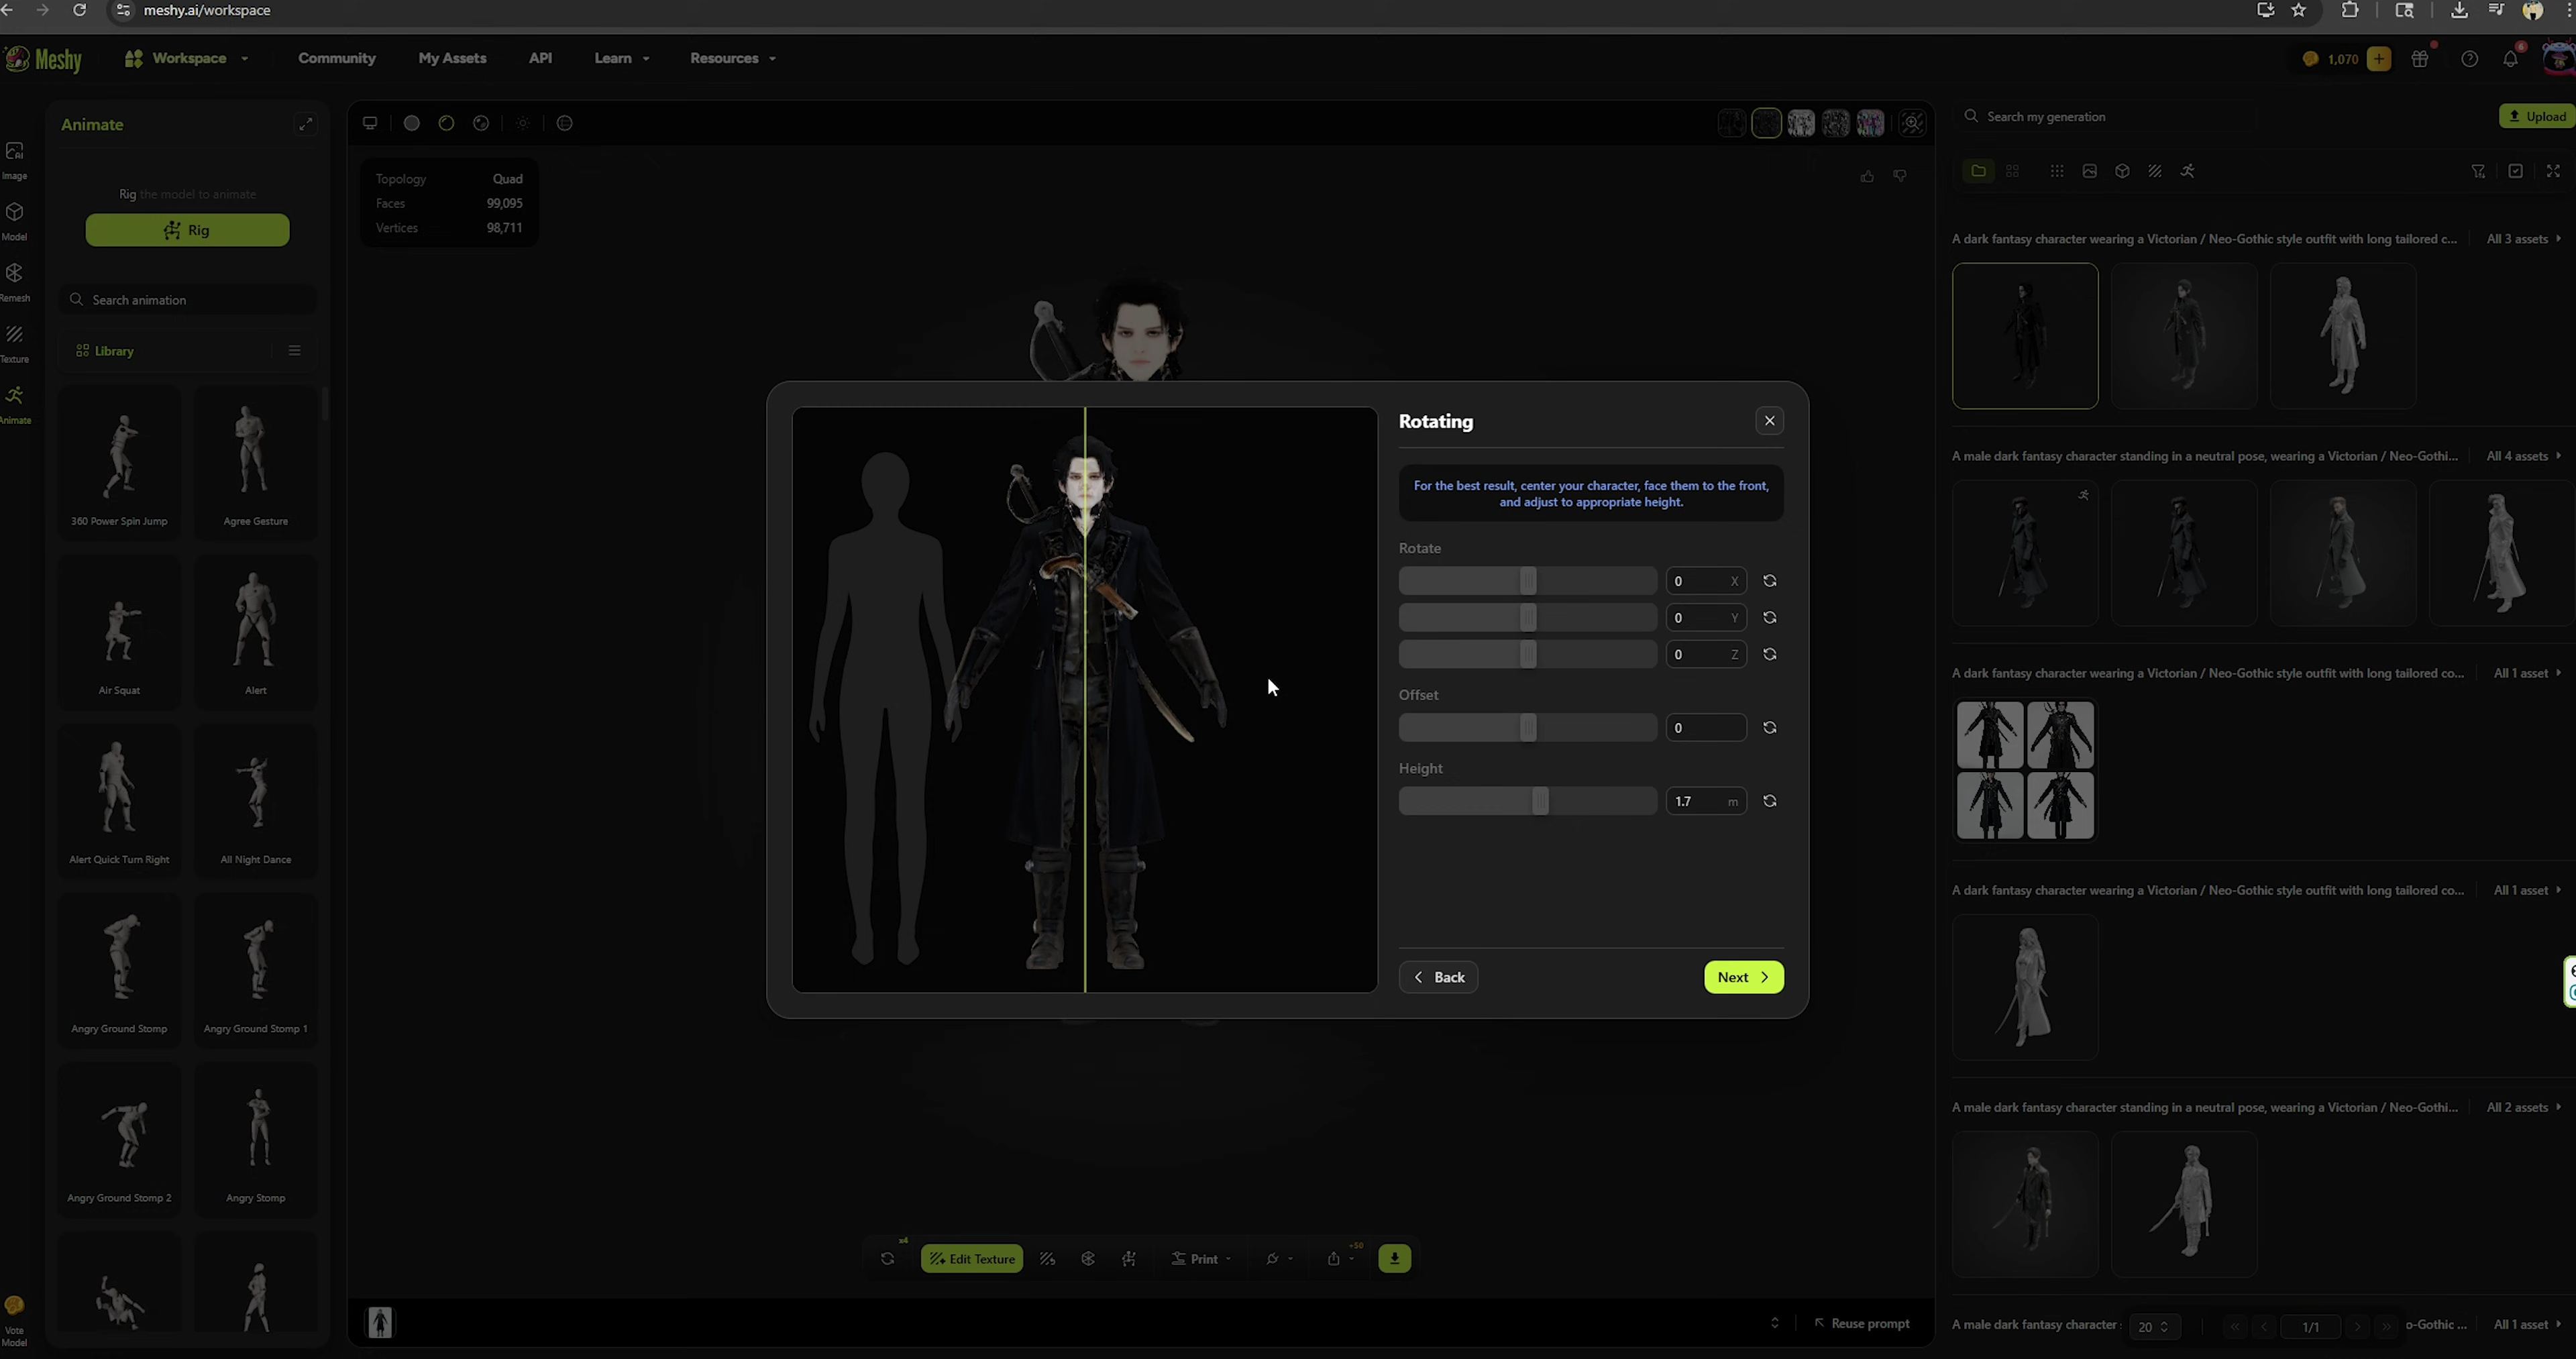 meshy.ai/workspace
Meshy
Workspace
Community
My Assets
API
Learn
Resources
1,070
6
Animate
Rig the model to animate
Rig
Search animation
Library
Image
Model
Remesh
Texture
Animate
360 Power Spin Jump
Agree Gesture
Air Squat
Alert
Alert Quick Turn Right
All Night Dance
Angry Ground Stomp
Angry Ground Stomp 1
Angry Ground Stomp 2
Angry Stomp
Vote
Model
Topology Quad
Faces 99,095
Vertices 98,711
Rotating
For the best result, center your character, face them to the front,
and adjust to appropriate height.
Rotate
0 X
0 Y
0 Z
Offset
0
Height
1.7 m
Back
Next
x4
Edit Texture
Print
+50
Reuse prompt
Search my generation
Upload
A dark fantasy character wearing a Victorian / Neo-Gothic style outfit with long tailored c...
All 3 assets
A male dark fantasy character standing in a neutral pose, wearing a Victorian / Neo-Gothi...
All 4 assets
A dark fantasy character wearing a Victorian / Neo-Gothic style outfit with long tailored co...
All 1 asset
A dark fantasy character wearing a Victorian / Neo-Gothic style outfit with long tailored co...
All 1 asset
A male dark fantasy character standing in a neutral pose, wearing a Victorian / Neo-Gothi...
All 2 assets
A male dark fantasy character
20
1/1
o-Gothic ...
All 1 asset